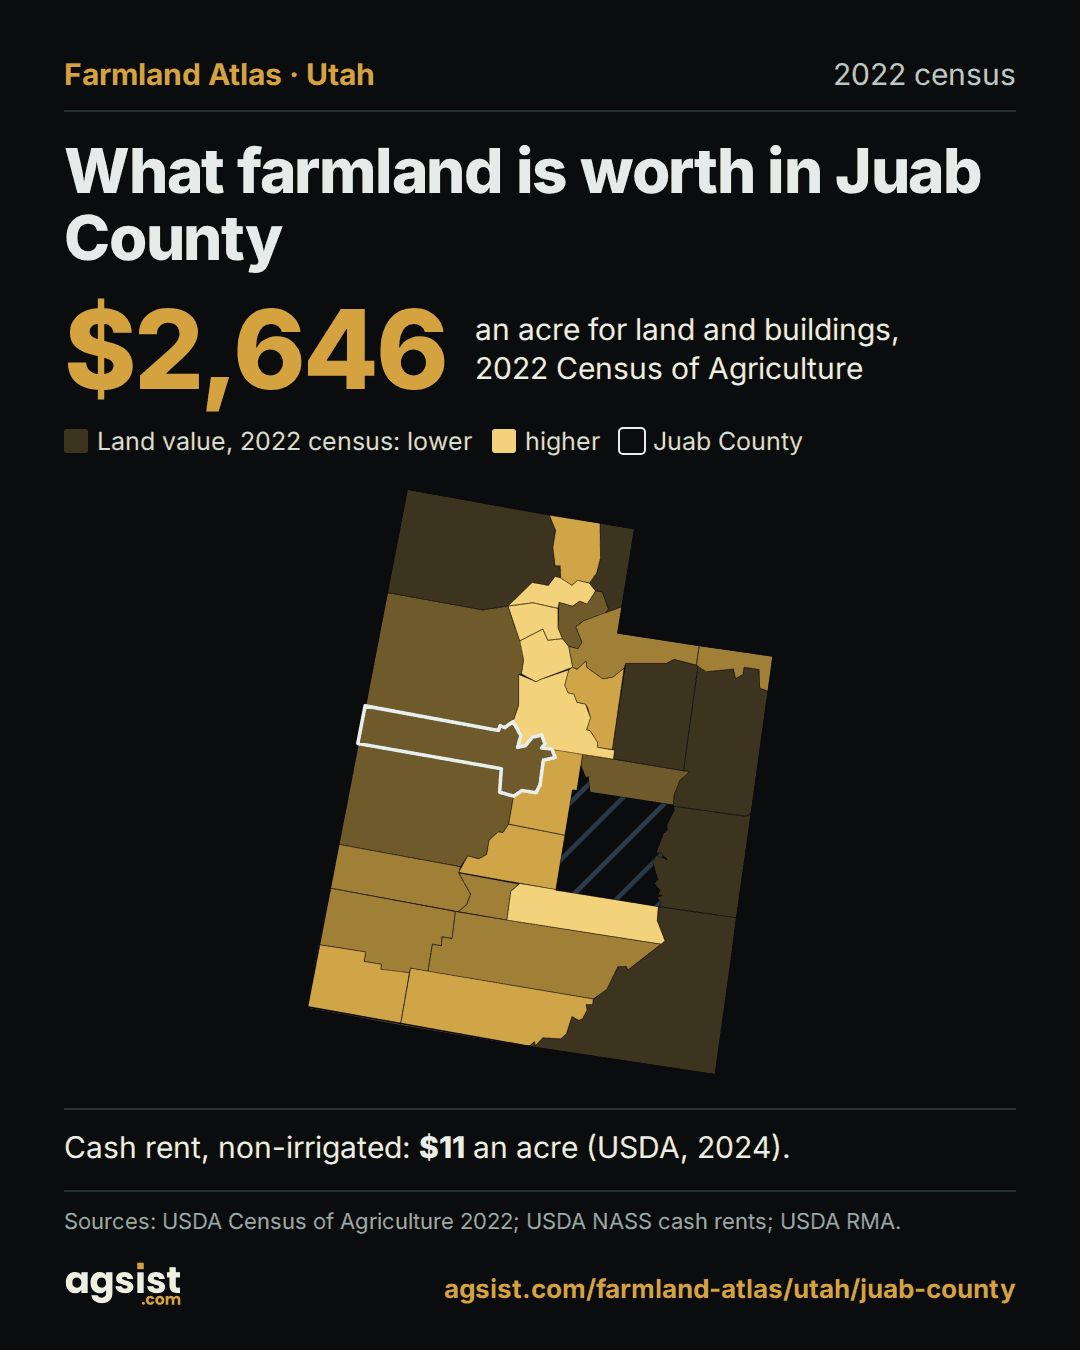 Farmland Atlas · Utah
2022 census
What farmland is worth in Juab
County
$2,646
an acre for land and buildings,
2022 Census of Agriculture
Land value, 2022 census: lower
higher
Juab County
Cash rent, non-irrigated: $11 an acre (USDA, 2024).
Sources: USDA Census of Agriculture 2022; USDA NASS cash rents; USDA RMA.
agsist
.com
agsist.com/farmland-atlas/utah/juab-county